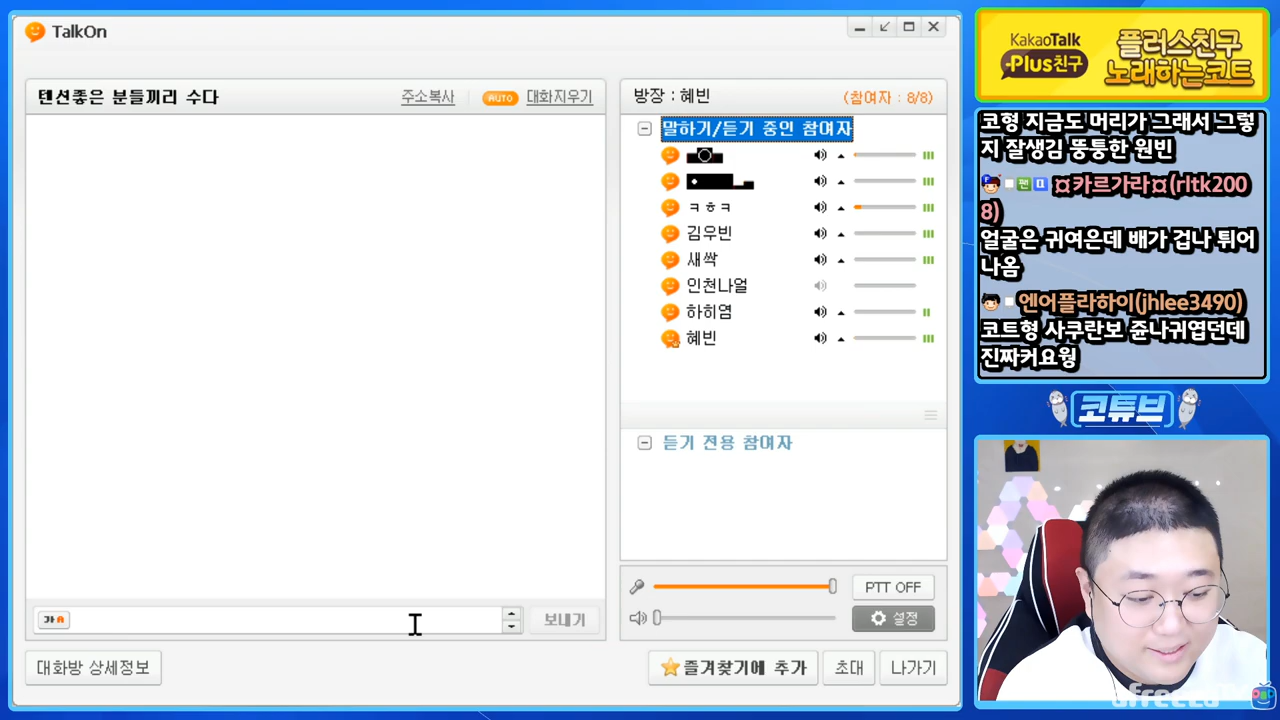 TalkOn
텐션좋은 분들끼리 수다
주소복사
AUTO
대화지우기
방장 : 혜빈
(참여자 : 8/8)
말하기/듣기 중인 참여자
ㅋㅎㅋ
김우빈
새싹
인천나얼
하히염
혜빈
듣기 전용 참여자
PTT OFF
설정
가A
보내기
대화방 상세정보
즐겨찾기에 추가
초대
나가기
KakaoTalk
Plus친구
플러스친구
노래하는코트
코형 지금도 머리가 그래서 그렇
지 잘생김 뚱퉁한 원빈
팬
¤카르가라¤(rltk200
8)
얼굴은 귀여운데 배가 겁나 튀어
나옴
엔어플라하이(jhlee3490)
코트형 사쿠란보 쥰나귀엽던데
진짜커요웡
코튜브
afreecaTV